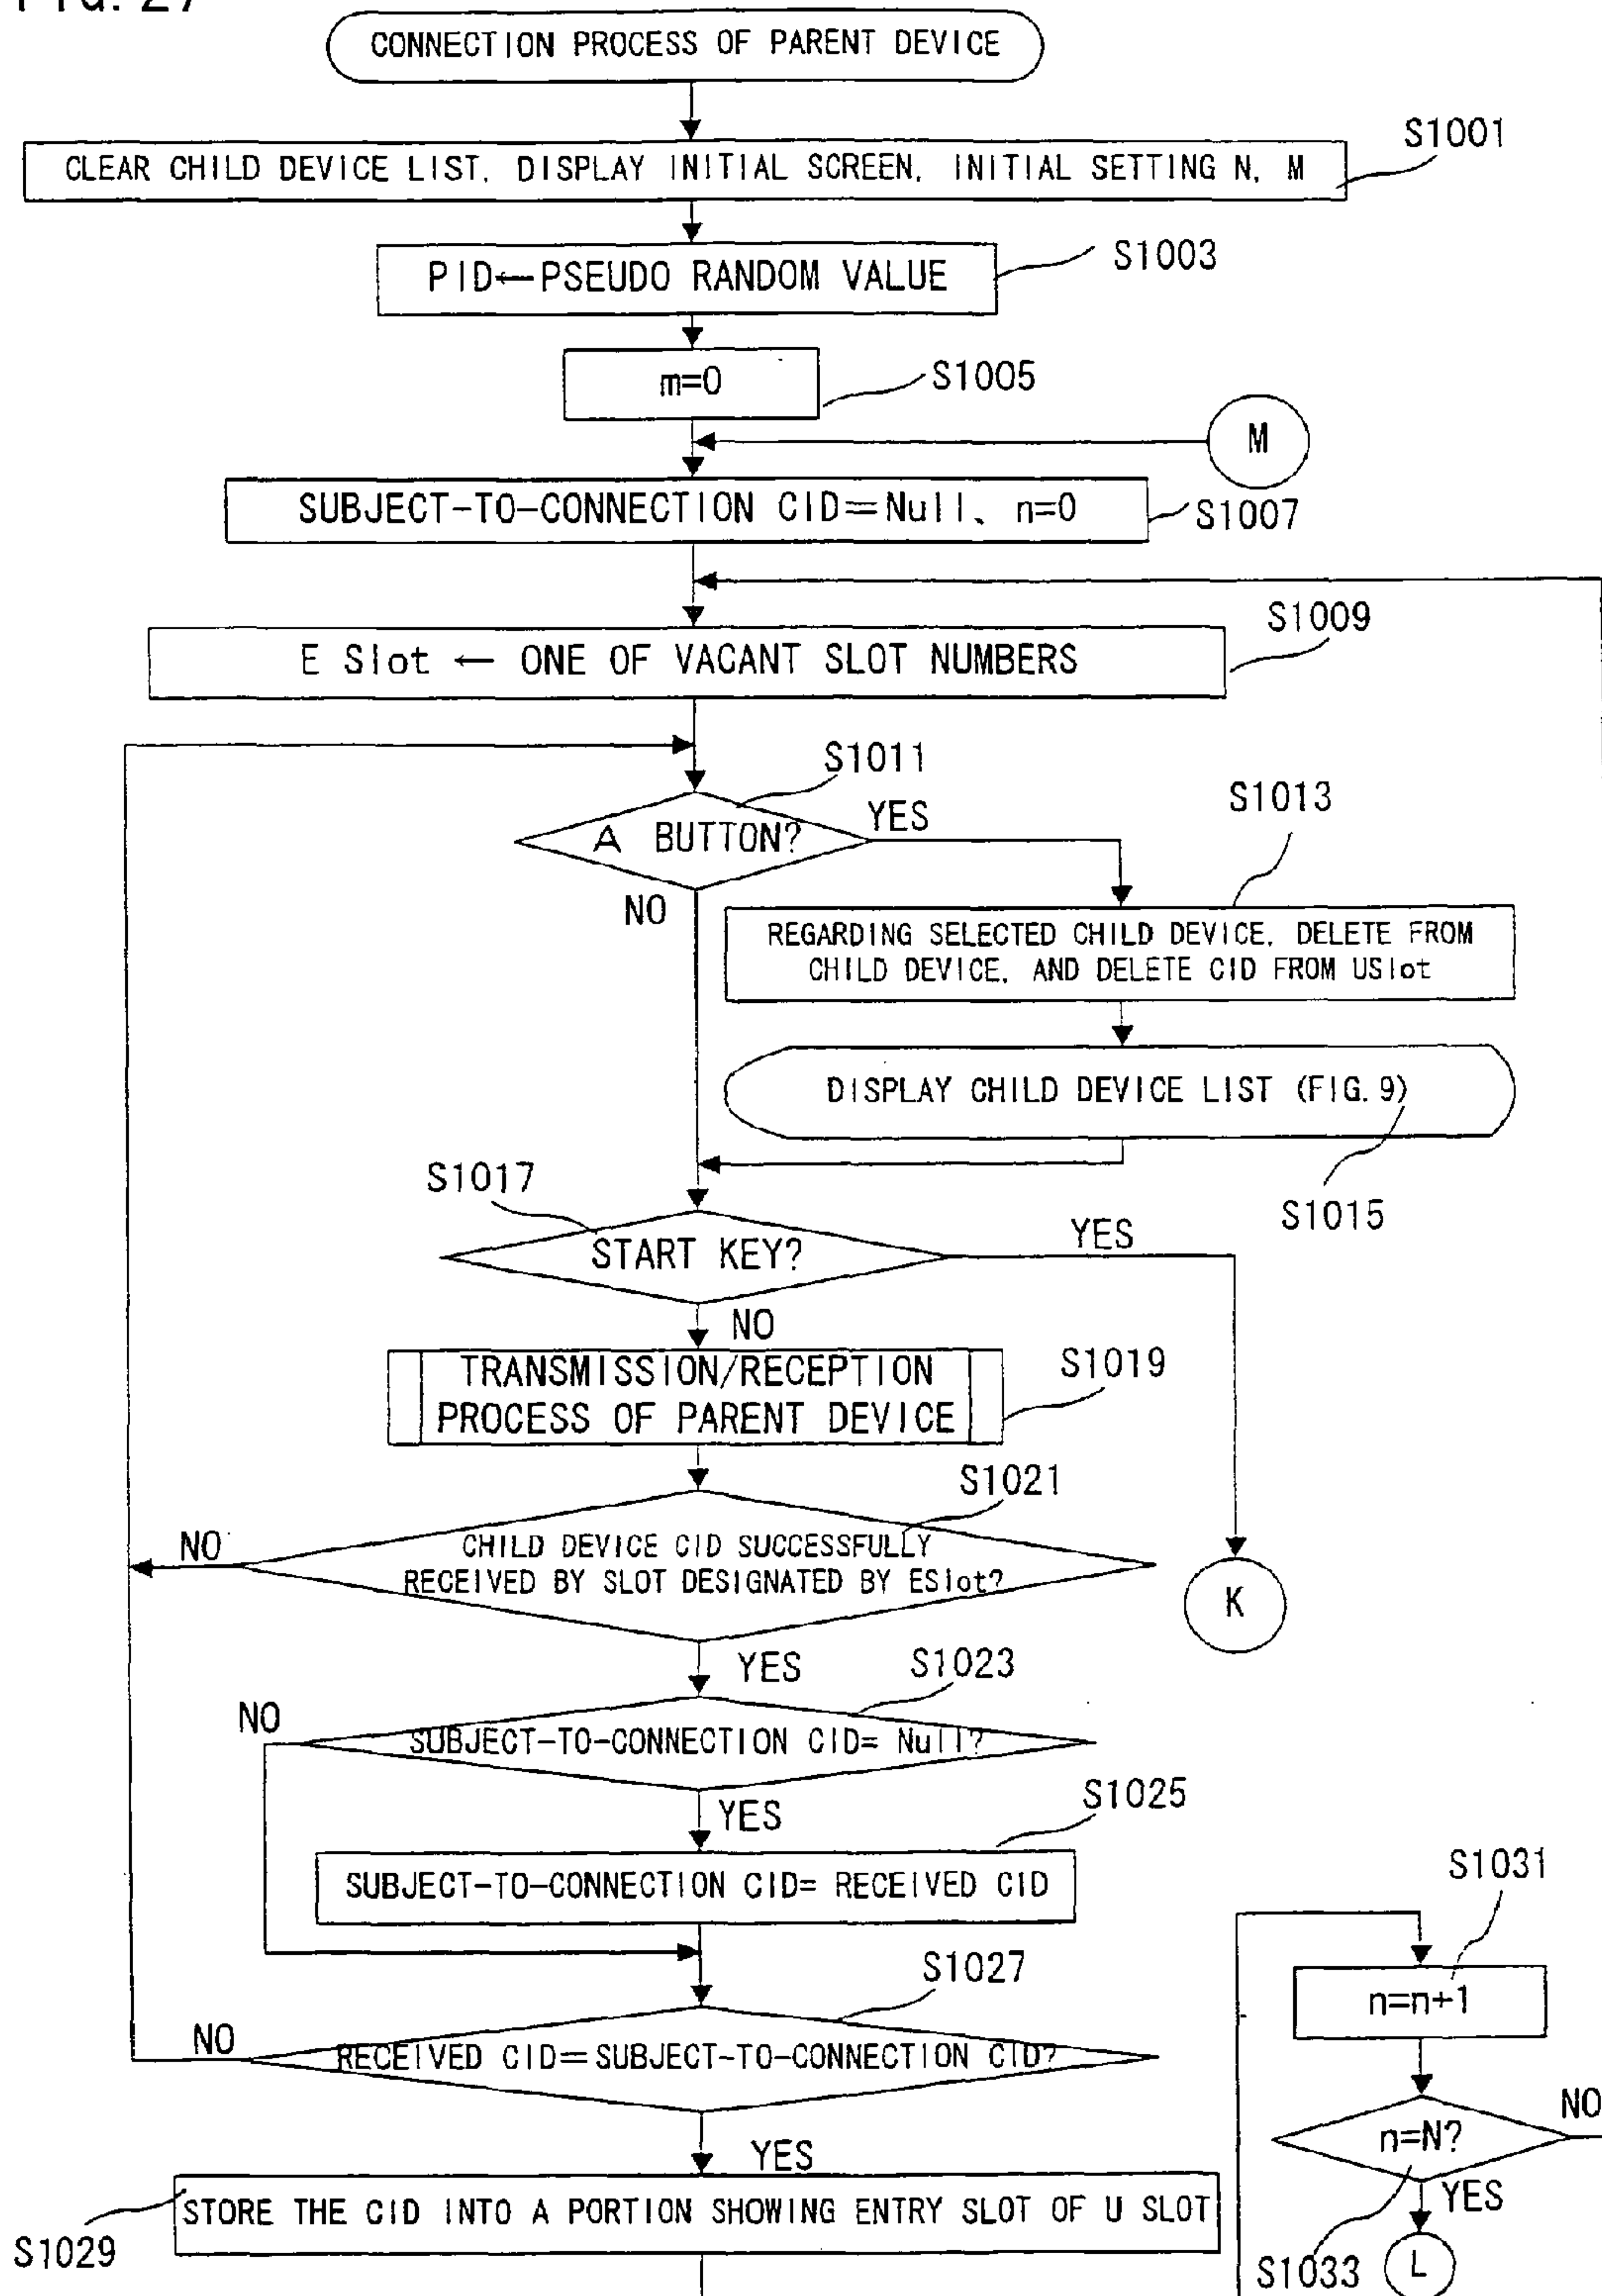 CONNECTION PROCESS OF PARENT DEVICE
S1001
CLEAR CHILD DEVICE LIST, DISPLAY INITIAL SCREEN, INITIAL SETTING N, M
S1003
PID←PSEUDO RANDOM VALUE
m=0
S1005
M
SUBJECT-TO-CONNECTION CID=Null, n=0
S1007
S1009
E Slot ← ONE OF VACANT SLOT NUMBERS
S1011
A BUTTON?
YES
NO
S1013
REGARDING SELECTED CHILD DEVICE, DELETE FROM
CHILD DEVICE, AND DELETE CID FROM USlot
DISPLAY CHILD DEVICE LIST (FIG. 9)
S1015
S1017
START KEY?
YES
NO
TRANSMISSION/RECEPTION
PROCESS OF PARENT DEVICE
S1019
S1021
CHILD DEVICE CID SUCCESSFULLY
RECEIVED BY SLOT DESIGNATED BY ESlot?
NO
YES
K
S1023
SUBJECT-TO-CONNECTION CID= Null?
NO
YES
S1025
SUBJECT-TO-CONNECTION CID= RECEIVED CID
S1027
RECEIVED CID=SUBJECT-TO-CONNECTION CID?
NO
YES
STORE THE CID INTO A PORTION SHOWING ENTRY SLOT OF U SLOT
S1029
S1031
n=n+1
n=N?
NO
YES
S1033
L